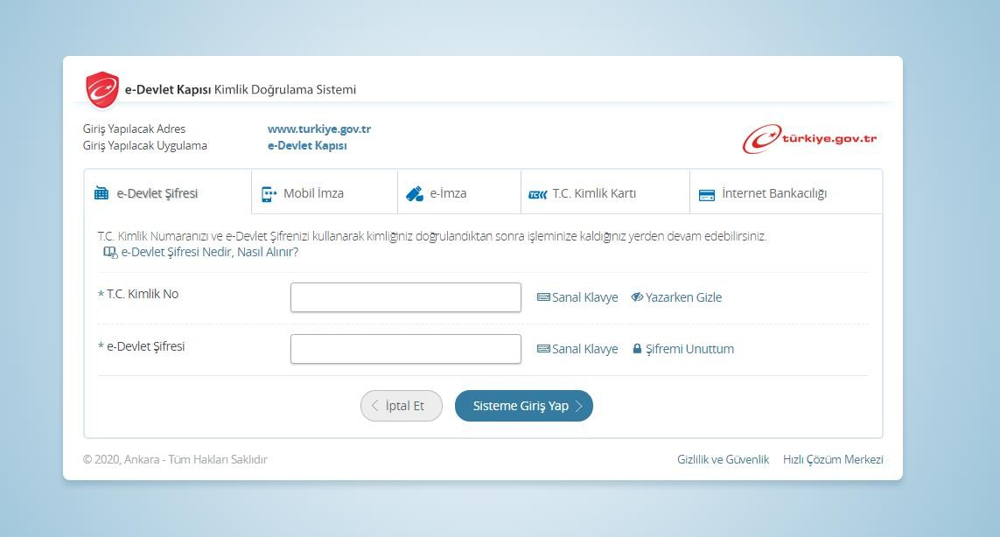 e-Devlet Kapısı Kimlik Doğrulama Sistemi
Giriş Yapılacak Adres www.turkiye.gov.tr
Giriş Yapılacak Uygulama e-Devlet Kapısı
türkiye.gov.tr
e-Devlet Şifresi Mobil İmza e-İmza TCKK T.C. Kimlik Kartı İnternet Bankacılığı
T.C. Kimlik Numaranızı ve e-Devlet Şifrenizi kullanarak kimliğiniz doğrulandıktan sonra işleminize kaldığınız yerden devam edebilirsiniz.
e-Devlet Şifresi Nedir, Nasıl Alınır?
* T.C. Kimlik No Sanal Klavye Yazarken Gizle
* e-Devlet Şifresi Sanal Klavye Şifremi Unuttum
İptal Et Sisteme Giriş Yap
© 2020, Ankara - Tüm Hakları Saklıdır Gizlilik ve Güvenlik Hızlı Çözüm Merkezi